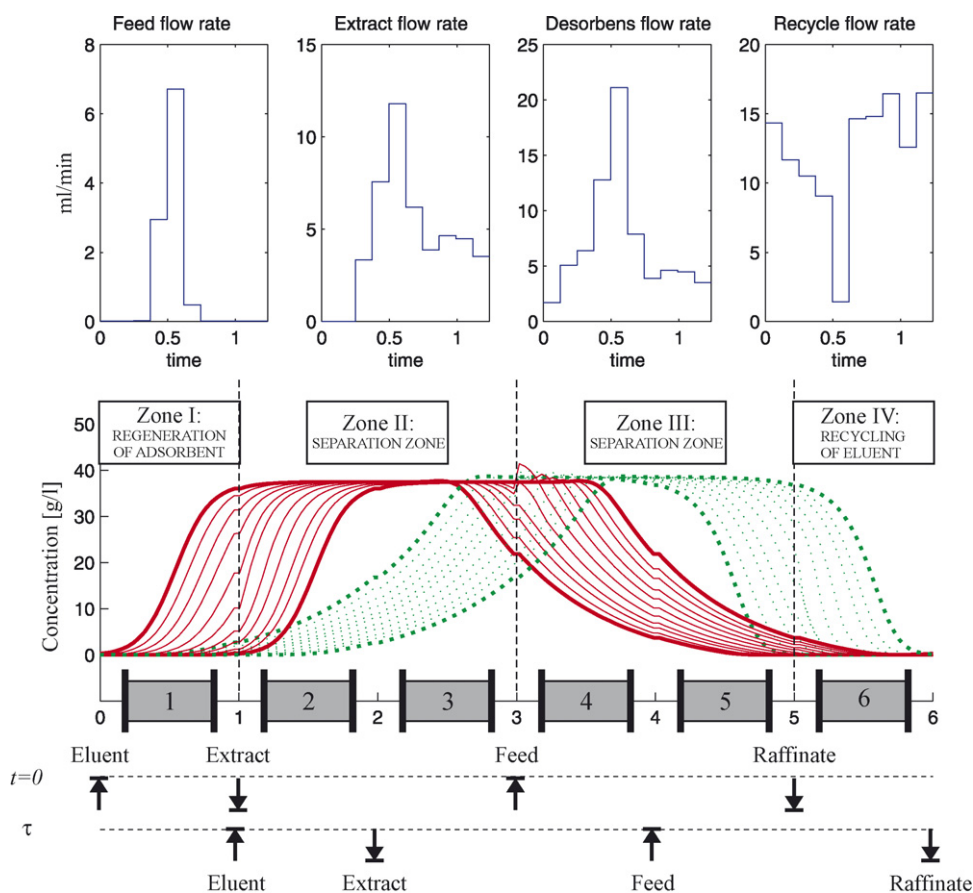 Feed flow rate
Extract flow rate
Desorbens flow rate
Recycle flow rate
8
6
4
2
0
ml/min
0 0.5 1
time
15
10
5
0
0 0.5 1
time
25
20
15
10
5
0
0 0.5 1
time
20
15
10
5
0
0 0.5 1
time
Zone I:
REGENERATION
OF ADSORBENT
Zone II:
SEPARATION ZONE
Zone III:
SEPARATION ZONE
Zone IV:
RECYCLING
OF ELUENT
Concentration [g/l]
50
40
30
20
10
0
1 2 3 4 5 6
0 1 2 3 4 5 6
Eluent Extract Feed Raffinate
t=0
τ
Eluent Extract Feed Raffinate